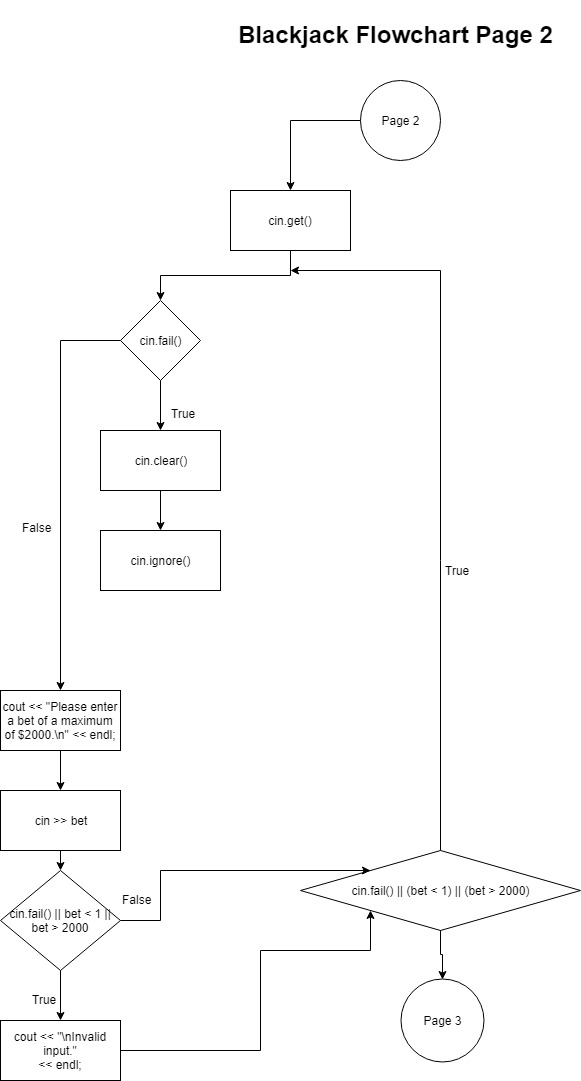 Blackjack Flowchart Page 2
Page 2
cin.get()
cin.fail()
True
cin.clear()
False
cin.ignore()
True
cout << "Please enter
a bet of a maximum
of $2000.\n" << endl;
cin >> bet
cin.fail() || bet < 1 ||
bet > 2000
False
cin.fail() || (bet < 1) || (bet > 2000)
True
cout << "\nInvalid
input."
<< endl;
Page 3